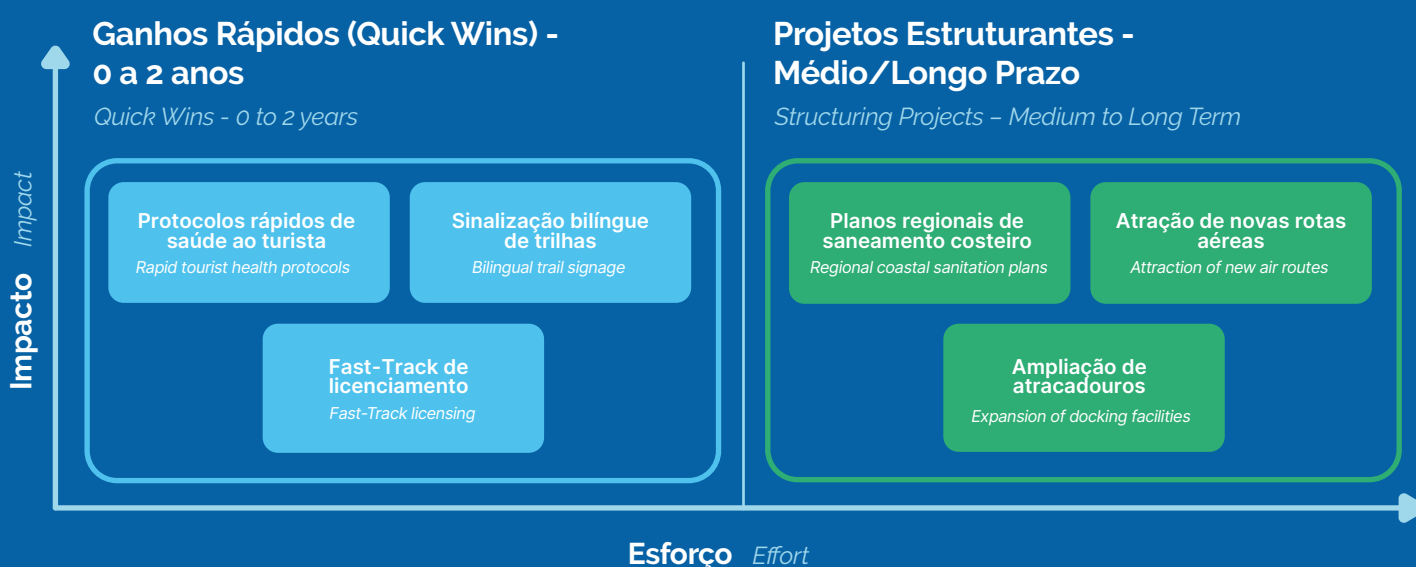 Ganhos Rápidos (Quick Wins) -
0 a 2 anos
Quick Wins - 0 to 2 years
Projetos Estruturantes -
Médio/Longo Prazo
Structuring Projects – Medium to Long Term
Impacto Impact
Protocolos rápidos de
saúde ao turista
Rapid tourist health protocols
Sinalização bilíngue
de trilhas
Bilingual trail signage
Fast-Track de
licenciamento
Fast-Track licensing
Planos regionais de
saneamento costeiro
Regional coastal sanitation plans
Atração de novas rotas
aéreas
Attraction of new air routes
Ampliação de
atracadouros
Expansion of docking facilities
Esforço Effort